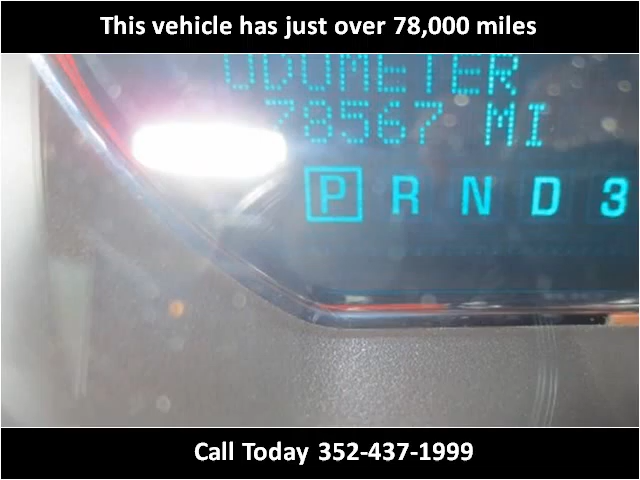 This vehicle has just over 78,000 miles
ODOMETER
78567 MI
P R N D 3
Call Today 352-437-1999